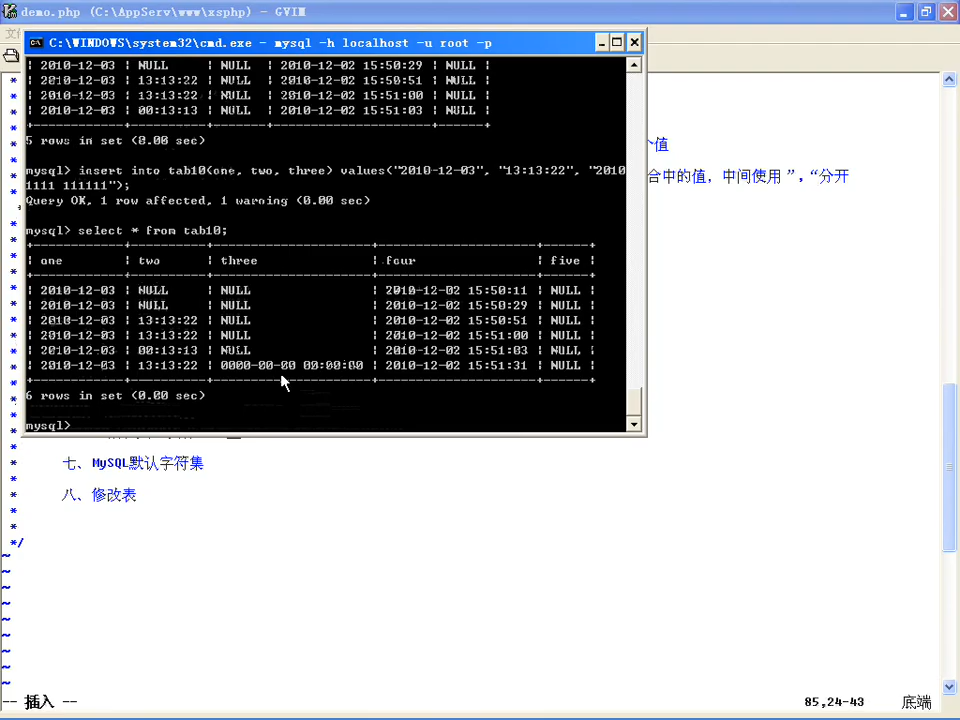 demo.php (C:\AppServ\www\xsphp) - GVIM
C:\WINDOWS\system32\cmd.exe - mysql -h localhost -u root -p
| 2010-12-03 | NULL | NULL | 2010-12-02 15:50:29 | NULL |
| 2010-12-03 | 13:13:22 | NULL | 2010-12-02 15:50:51 | NULL |
| 2010-12-03 | 13:13:22 | NULL | 2010-12-02 15:51:00 | NULL |
| 2010-12-03 | 00:13:13 | NULL | 2010-12-02 15:51:03 | NULL |
5 rows in set (0.00 sec)
个值
mysql> insert into tab10(one, two, three) values("2010-12-03", "13:13:22", "2010
1111 111111");
合中的值, 中间使用 ”, “分开
Query OK, 1 row affected, 1 warning (0.00 sec)
mysql> select * from tab10;
| one | two | three | four | five |
| 2010-12-03 | NULL | NULL | 2010-12-02 15:50:11 | NULL |
| 2010-12-03 | NULL | NULL | 2010-12-02 15:50:29 | NULL |
| 2010-12-03 | 13:13:22 | NULL | 2010-12-02 15:50:51 | NULL |
| 2010-12-03 | 13:13:22 | NULL | 2010-12-02 15:51:00 | NULL |
| 2010-12-03 | 00:13:13 | NULL | 2010-12-02 15:51:03 | NULL |
| 2010-12-03 | 13:13:22 | 0000-00-00 00:00:00 | 2010-12-02 15:51:31 | NULL |
6 rows in set (0.00 sec)
mysql>
* 七、MySQL默认字符集
* 八、修改表
*/
~
~
~
~
~
~
~
~
~
-- 插入 --
85,24-43
底端